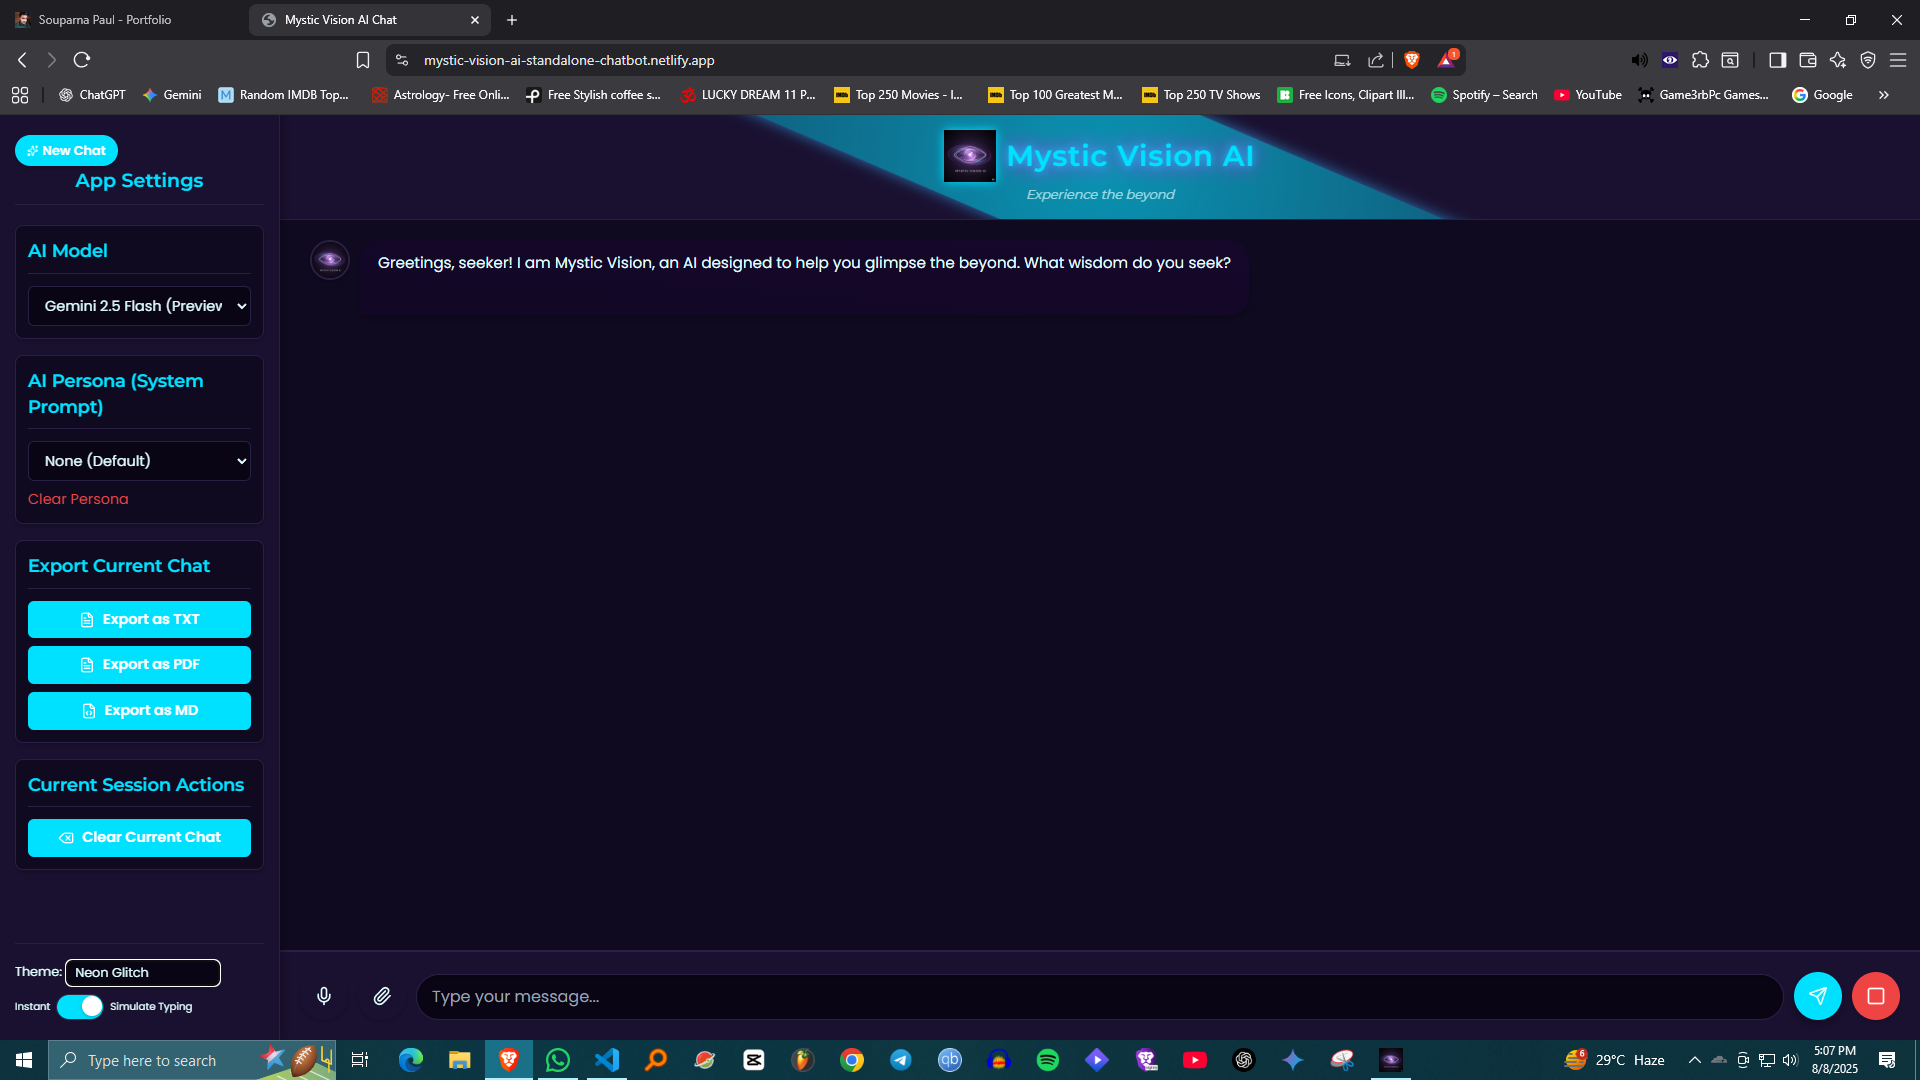 Souparna Paul - Portfolio
Mystic Vision AI Chat
mystic-vision-ai-standalone-chatbot.netlify.app
1
ChatGPT
Gemini
Random IMDB Top...
Astrology- Free Onli...
Free Stylish coffee s...
LUCKY DREAM 11 P...
Top 250 Movies - I...
Top 100 Greatest M...
Top 250 TV Shows
Free Icons, Clipart Ill...
Spotify – Search
YouTube
Game3rbPc Games...
Google
New Chat
App Settings
AI Model
Gemini 2.5 Flash (Preview
AI Persona (System
Prompt)
None (Default)
Clear Persona
Export Current Chat
Export as TXT
Export as PDF
Export as MD
Current Session Actions
Clear Current Chat
Theme:
Neon Glitch
Instant
Simulate Typing
Mystic Vision AI
Experience the beyond
Greetings, seeker! I am Mystic Vision, an AI designed to help you glimpse the beyond. What wisdom do you seek?
Type your message...
Type here to search
6
29°C Haze
5:07 PM
8/8/2025